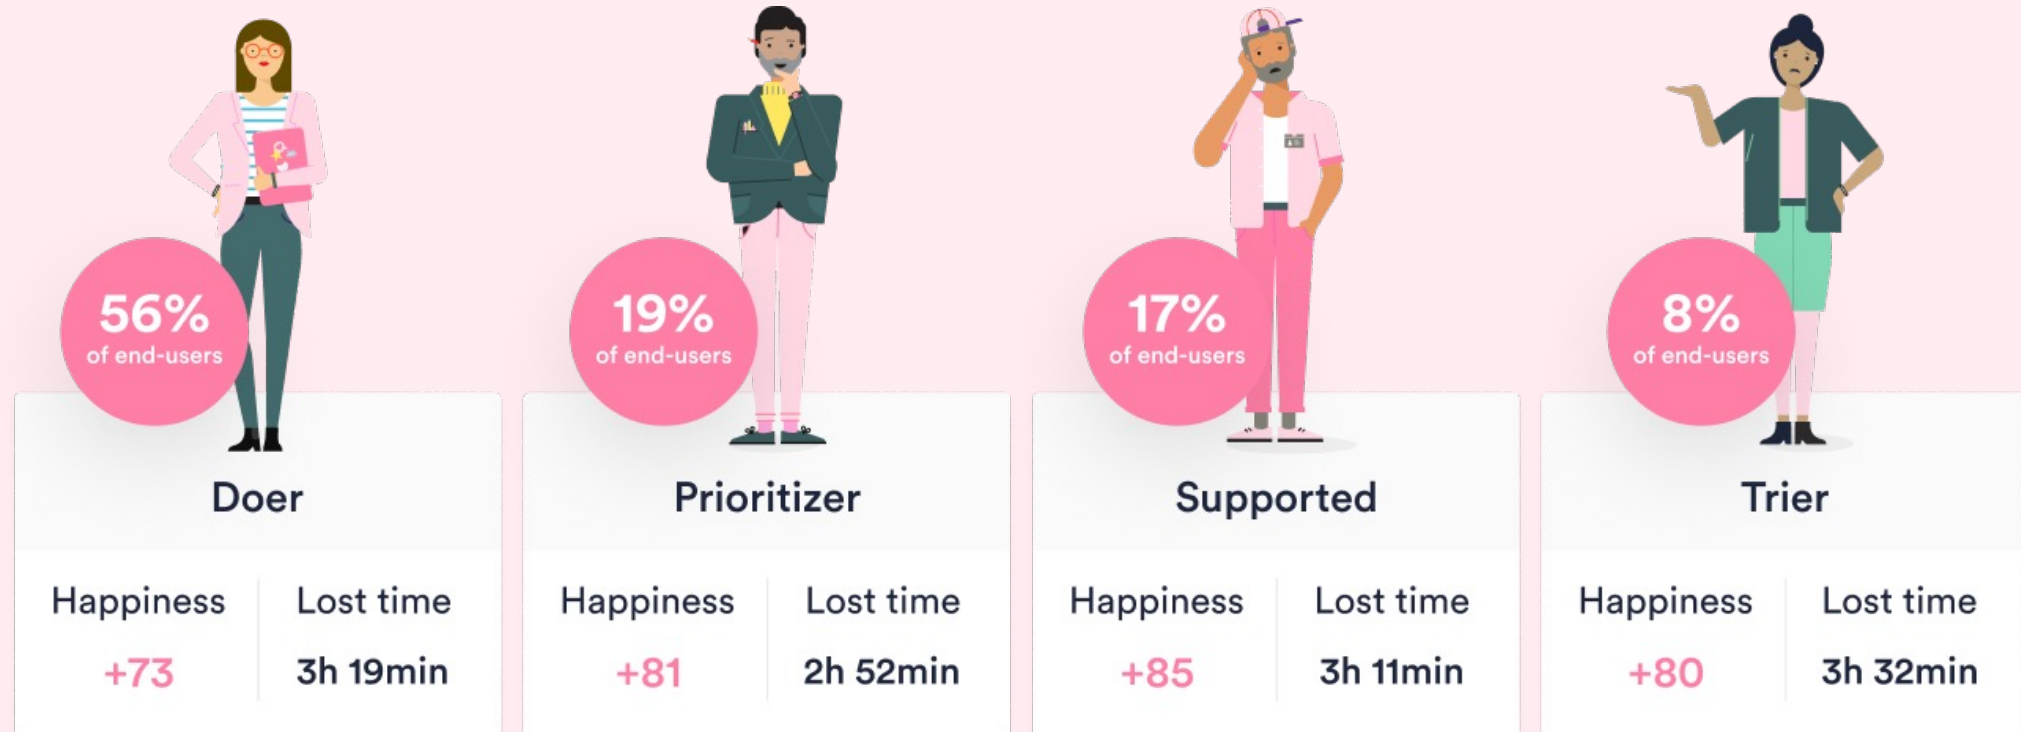 56%
of end-users
Doer
Happiness
+73
Lost time
3h 19min
19%
of end-users
Prioritizer
Happiness
+81
Lost time
2h 52min
17%
of end-users
Supported
Happiness
+85
Lost time
3h 11min
8%
of end-users
Trier
Happiness
+80
Lost time
3h 32min